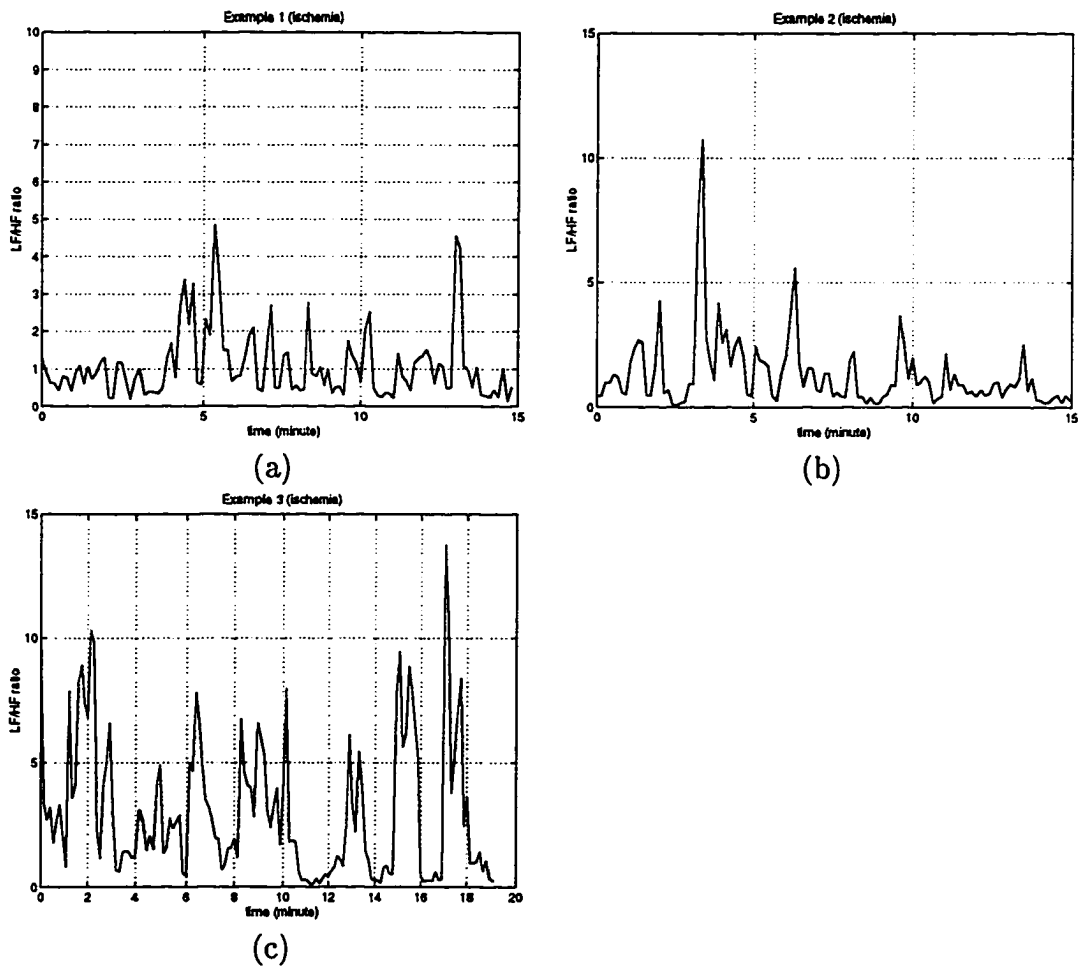 Example 1 (ischemia)
10
9
8
7
6
5
4
3
2
1
0
LF/HF ratio
0 5 10 15
time (minute)
(a)
Example 2 (ischemia)
15
10
5
0
LF/HF ratio
0 5 10 15
time (minute)
(b)
Example 3 (ischemia)
15
10
5
0
LF/HF ratio
0 2 4 6 8 10 12 14 16 18 20
time (minute)
(c)